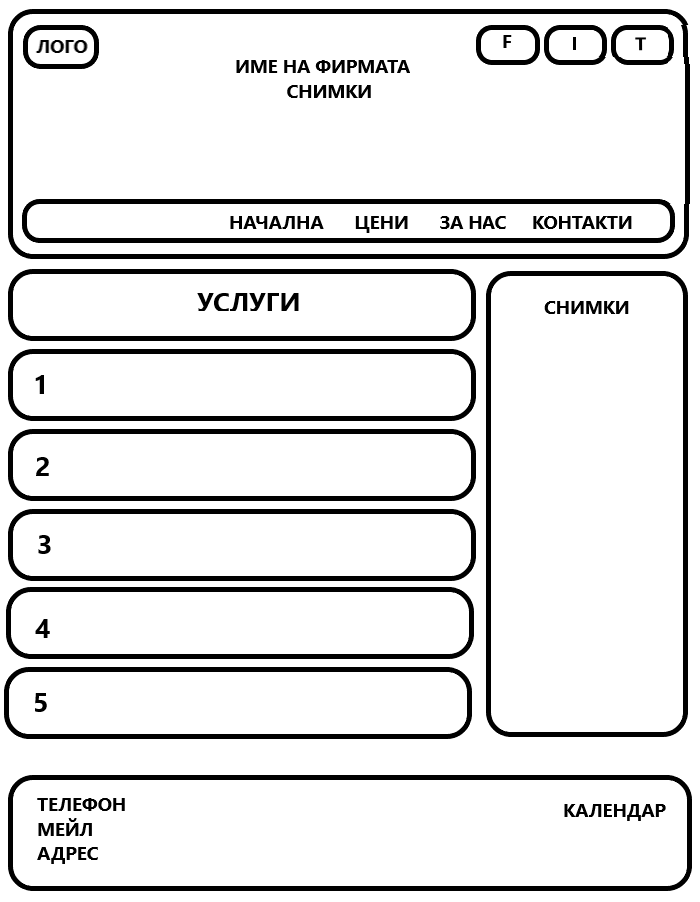 ЛОГО
F I T
ИМЕ НА ФИРМАТА
СНИМКИ
НАЧАЛНА ЦЕНИ ЗА НАС КОНТАКТИ
УСЛУГИ
1
2
3
4
5
СНИМКИ
ТЕЛЕФОН
МЕЙЛ
АДРЕС
КАЛЕНДАР